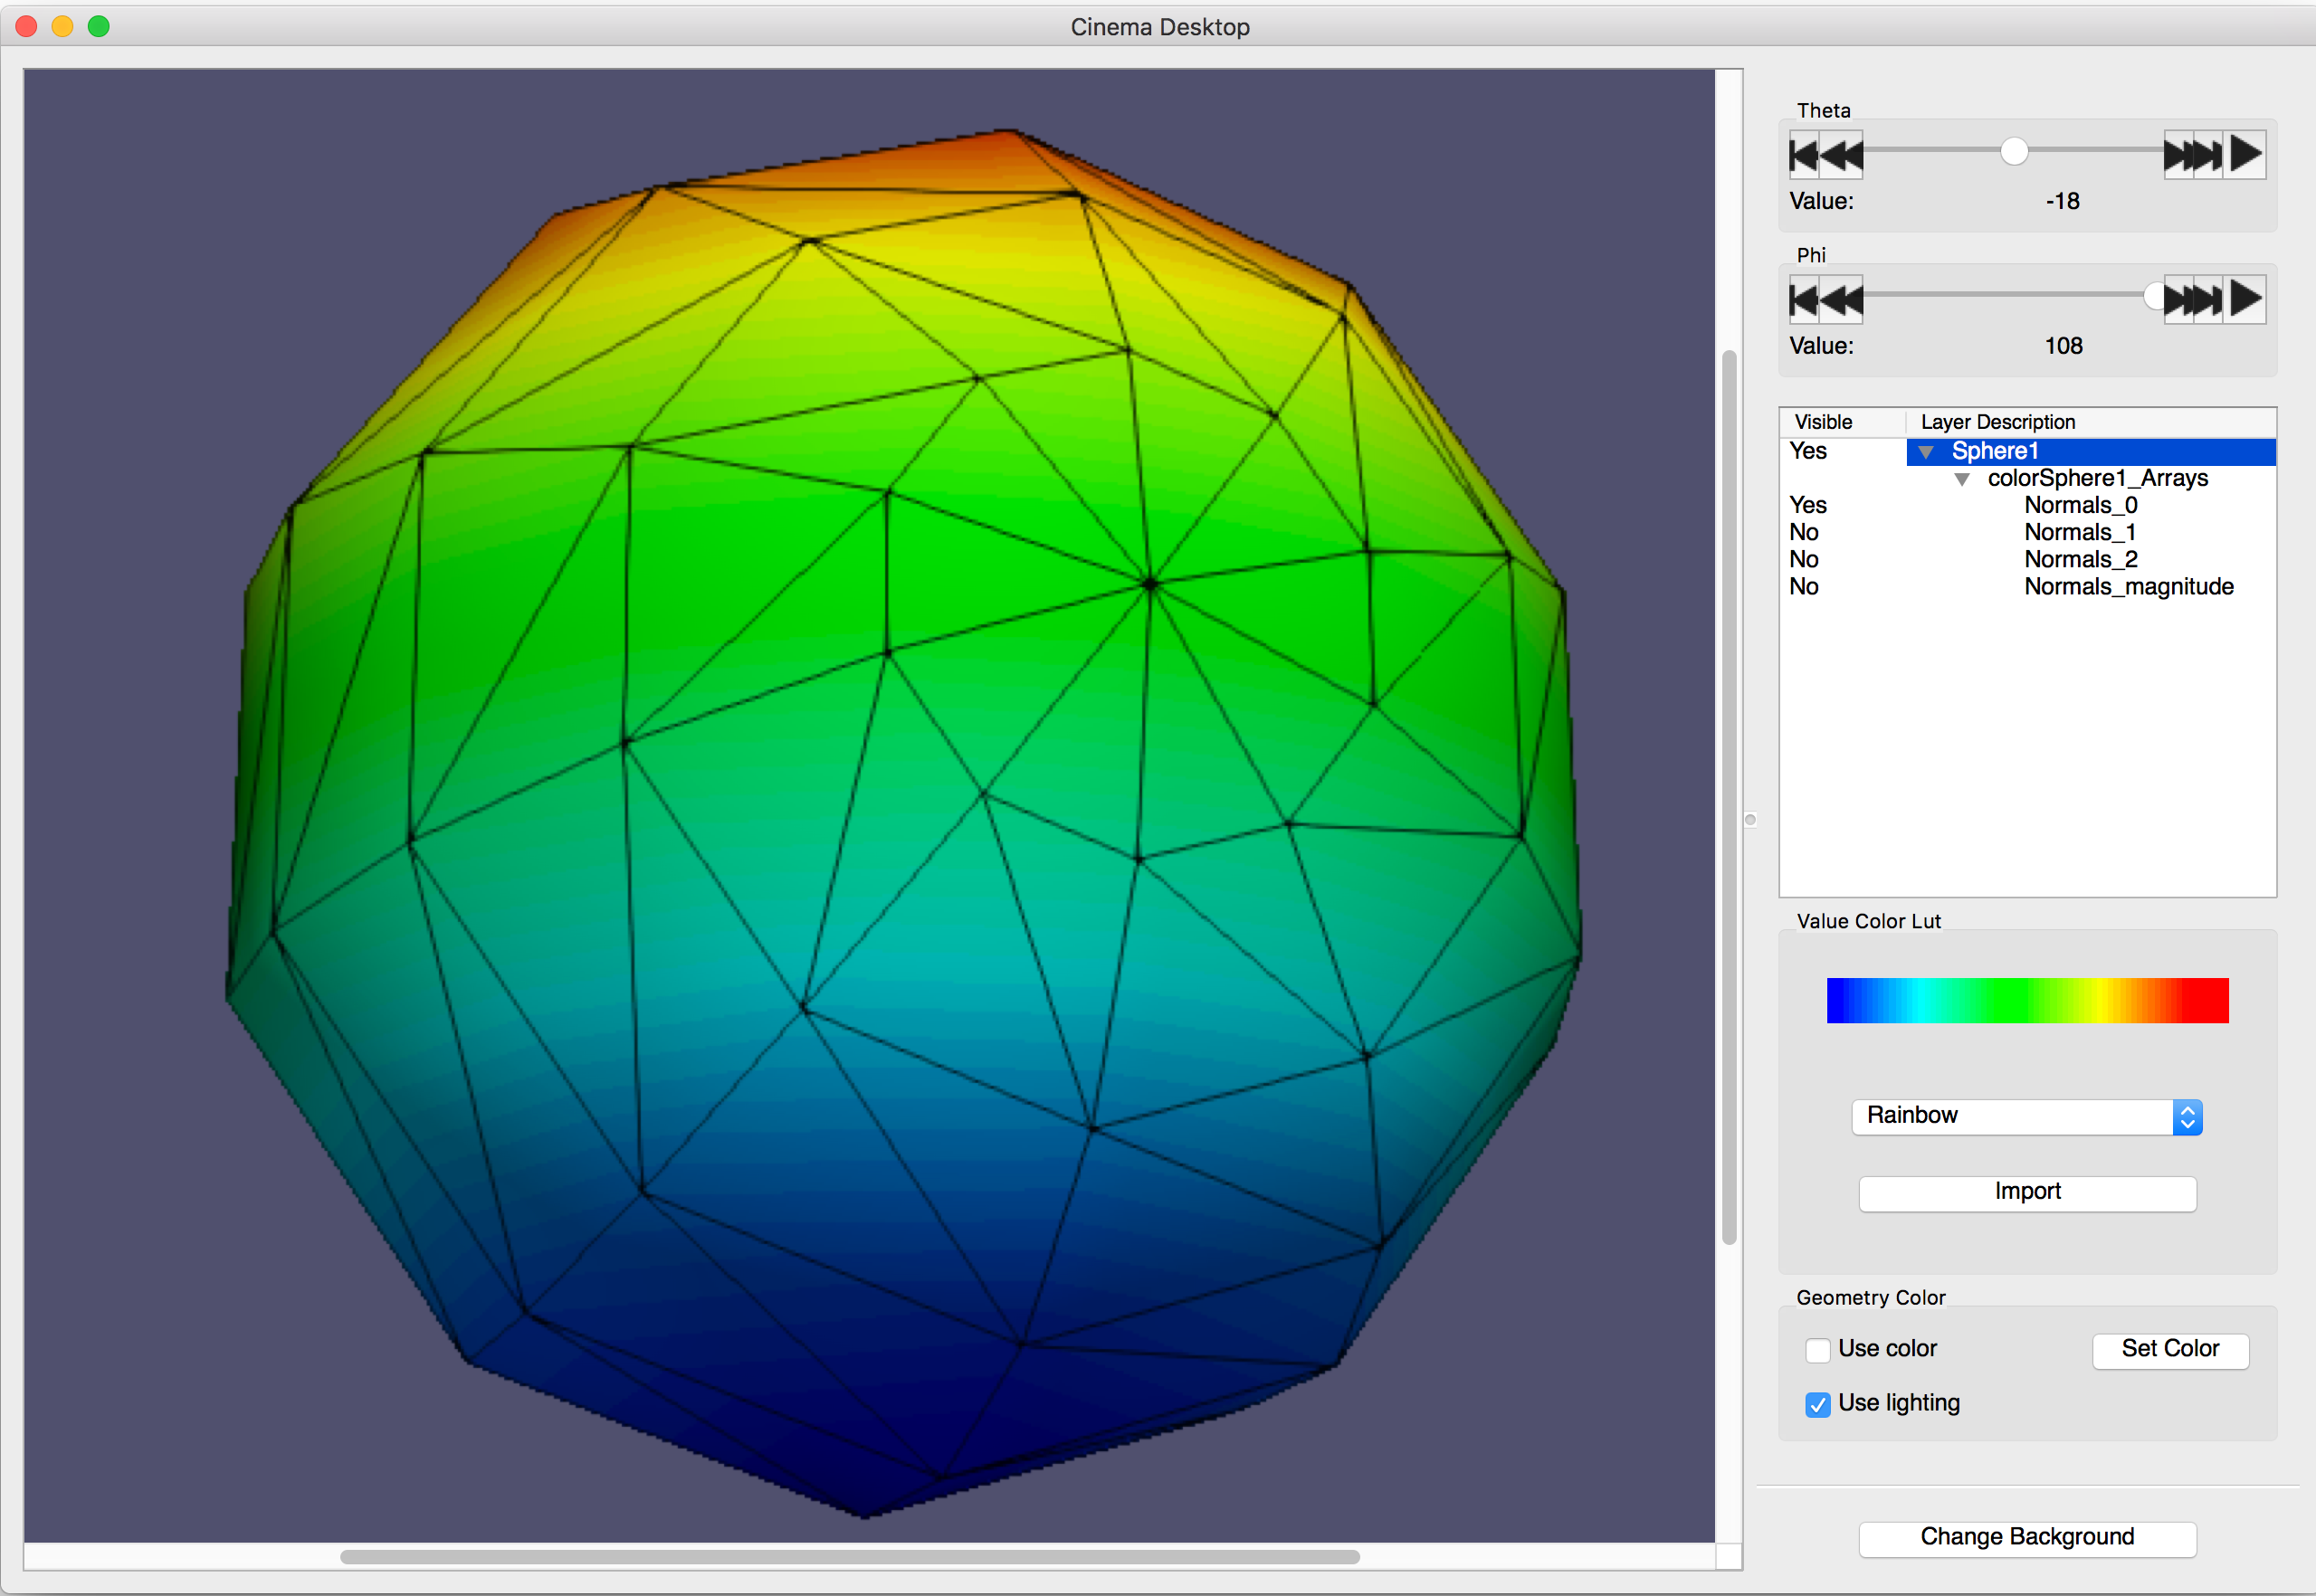 Cinema Desktop
Theta
Value: -18
Phi
Value: 108
Visible Layer Description
Yes Sphere1
colorSphere1_Arrays
Yes Normals_0
No Normals_1
No Normals_2
No Normals_magnitude
Value Color Lut
Rainbow
Import
Geometry Color
Use color Set Color
Use lighting
Change Background